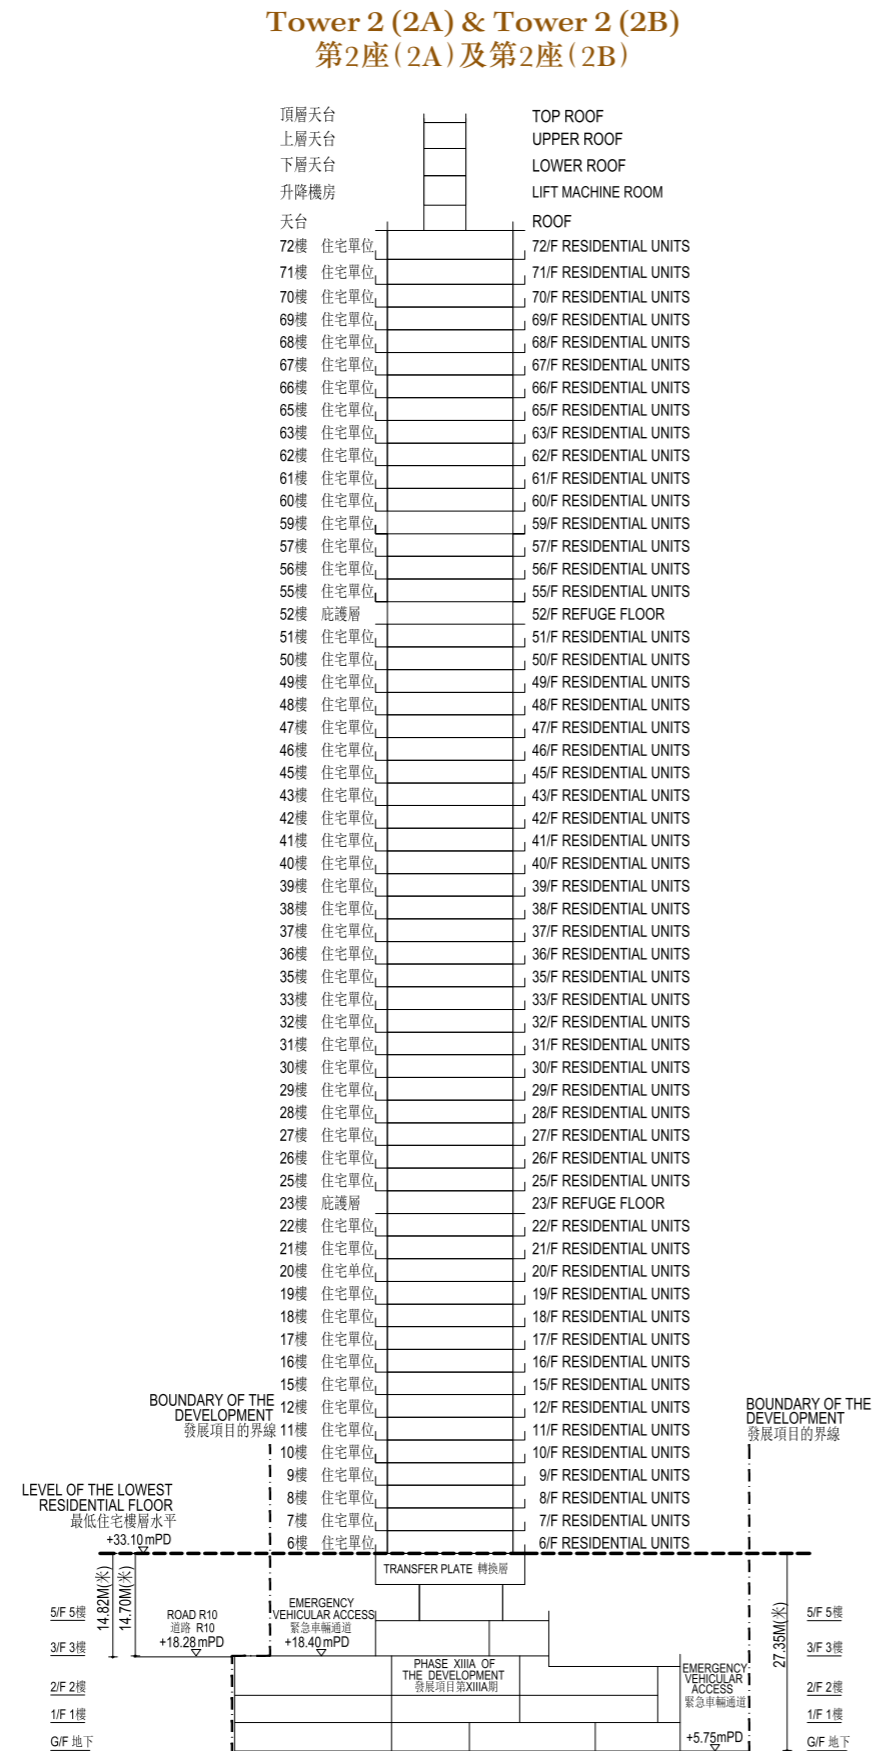 Tower 2 (2A) & Tower 2 (2B)
第2座(2A)及第2座(2B)
頂層天台 TOP ROOF
上層天台 UPPER ROOF
下層天台 LOWER ROOF
升降機房 LIFT MACHINE ROOM
天台 ROOF
72樓 住宅單位 72/F RESIDENTIAL UNITS
71樓 住宅單位 71/F RESIDENTIAL UNITS
70樓 住宅單位 70/F RESIDENTIAL UNITS
69樓 住宅單位 69/F RESIDENTIAL UNITS
68樓 住宅單位 68/F RESIDENTIAL UNITS
67樓 住宅單位 67/F RESIDENTIAL UNITS
66樓 住宅單位 66/F RESIDENTIAL UNITS
65樓 住宅單位 65/F RESIDENTIAL UNITS
63樓 住宅單位 63/F RESIDENTIAL UNITS
62樓 住宅單位 62/F RESIDENTIAL UNITS
61樓 住宅單位 61/F RESIDENTIAL UNITS
60樓 住宅單位 60/F RESIDENTIAL UNITS
59樓 住宅單位 59/F RESIDENTIAL UNITS
57樓 住宅單位 57/F RESIDENTIAL UNITS
56樓 住宅單位 56/F RESIDENTIAL UNITS
55樓 住宅單位 55/F RESIDENTIAL UNITS
52樓 庇護層 52/F REFUGE FLOOR
51樓 住宅單位 51/F RESIDENTIAL UNITS
50樓 住宅單位 50/F RESIDENTIAL UNITS
49樓 住宅單位 49/F RESIDENTIAL UNITS
48樓 住宅單位 48/F RESIDENTIAL UNITS
47樓 住宅單位 47/F RESIDENTIAL UNITS
46樓 住宅單位 46/F RESIDENTIAL UNITS
45樓 住宅單位 45/F RESIDENTIAL UNITS
43樓 住宅單位 43/F RESIDENTIAL UNITS
42樓 住宅單位 42/F RESIDENTIAL UNITS
41樓 住宅單位 41/F RESIDENTIAL UNITS
40樓 住宅單位 40/F RESIDENTIAL UNITS
39樓 住宅單位 39/F RESIDENTIAL UNITS
38樓 住宅單位 38/F RESIDENTIAL UNITS
37樓 住宅單位 37/F RESIDENTIAL UNITS
36樓 住宅單位 36/F RESIDENTIAL UNITS
35樓 住宅單位 35/F RESIDENTIAL UNITS
33樓 住宅單位 33/F RESIDENTIAL UNITS
32樓 住宅單位 32/F RESIDENTIAL UNITS
31樓 住宅單位 31/F RESIDENTIAL UNITS
30樓 住宅單位 30/F RESIDENTIAL UNITS
29樓 住宅單位 29/F RESIDENTIAL UNITS
28樓 住宅單位 28/F RESIDENTIAL UNITS
27樓 住宅單位 27/F RESIDENTIAL UNITS
26樓 住宅單位 26/F RESIDENTIAL UNITS
25樓 住宅單位 25/F RESIDENTIAL UNITS
23樓 庇護層 23/F REFUGE FLOOR
22樓 住宅單位 22/F RESIDENTIAL UNITS
21樓 住宅單位 21/F RESIDENTIAL UNITS
20樓 住宅单位 20/F RESIDENTIAL UNITS
19樓 住宅單位 19/F RESIDENTIAL UNITS
18樓 住宅單位 18/F RESIDENTIAL UNITS
17樓 住宅單位 17/F RESIDENTIAL UNITS
16樓 住宅單位 16/F RESIDENTIAL UNITS
15樓 住宅單位 15/F RESIDENTIAL UNITS
12樓 住宅單位 12/F RESIDENTIAL UNITS
11樓 住宅單位 11/F RESIDENTIAL UNITS
10樓 住宅單位 10/F RESIDENTIAL UNITS
9樓 住宅單位 9/F RESIDENTIAL UNITS
8樓 住宅單位 8/F RESIDENTIAL UNITS
7樓 住宅單位 7/F RESIDENTIAL UNITS
6樓 住宅單位 6/F RESIDENTIAL UNITS
BOUNDARY OF THE
DEVELOPMENT
發展項目的界線
BOUNDARY OF THE
DEVELOPMENT
發展項目的界線
LEVEL OF THE LOWEST
RESIDENTIAL FLOOR
最低住宅樓層水平
+33.10mPD
TRANSFER PLATE 轉換層
14.82M(米)
14.70M(米)
27.35M(米)
ROAD R10
道路 R10
+18.28mPD
EMERGENCY
VEHICULAR ACCESS
緊急車輛通道
+18.40mPD
PHASE XIIIA OF
THE DEVELOPMENT
發展項目第XIIIA期
EMERGENCY
VEHICULAR
ACCESS
緊急車輛通道
+5.75mPD
5/F 5樓
3/F 3樓
2/F 2樓
1/F 1樓
G/F 地下
5/F 5樓
3/F 3樓
2/F 2樓
1/F 1樓
G/F 地下